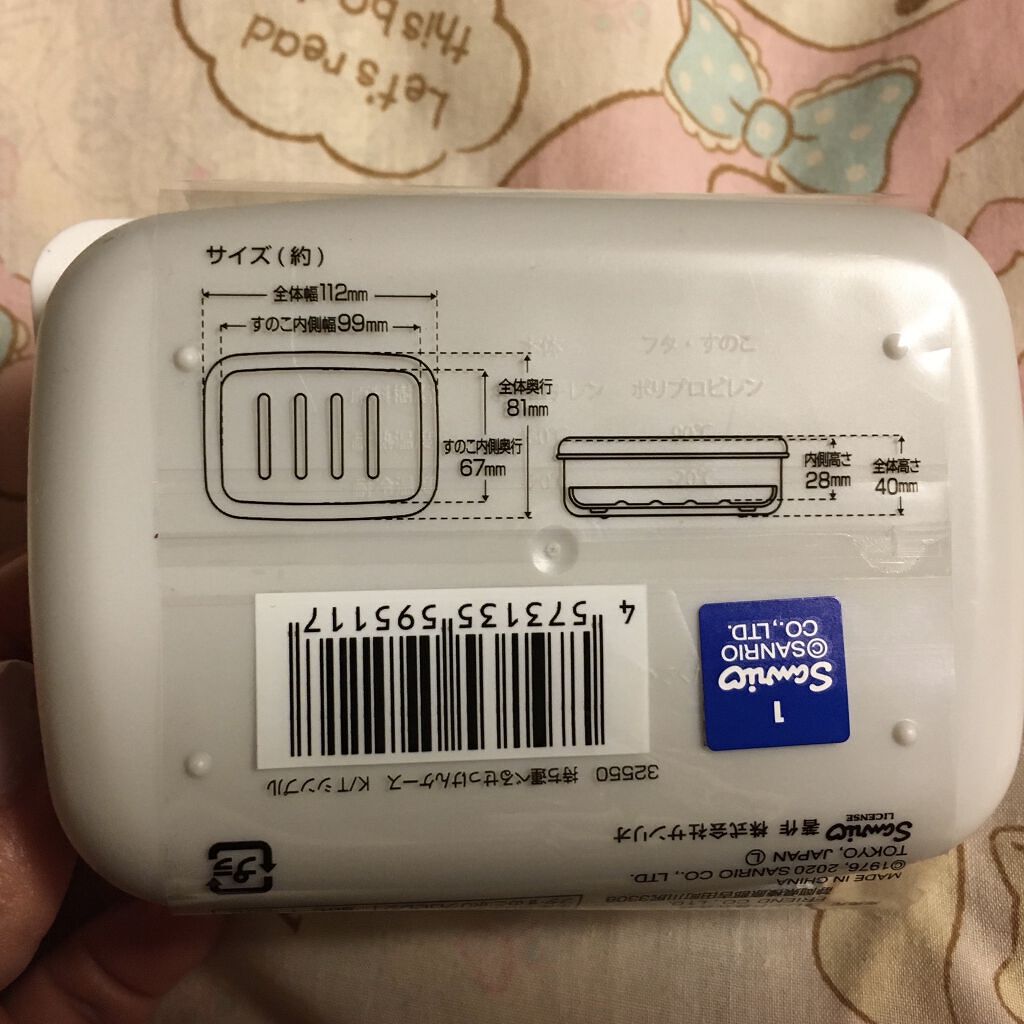 Let's read
this bo
サイズ(約)
全体幅112mm
すのこ内側幅99mm
全体奥行
81mm
すのこ内側奥行
67mm
内側高さ
28mm
全体高さ
40mm
フタ・すのこ
ポリプロピレン
4 573135 595117
32550 持ち運べるせっけんケース K/Tシンプル
1
Sanrio
©SANRIO
CO.,LTD.
Sanrio
LICENSE
著作 株式会社サンリオ
©1976, 2020 SANRIO CO., LTD.
TOKYO, JAPAN Ⓛ
MADE IN CHINA
FRIEND CO.,LTD.
プラ